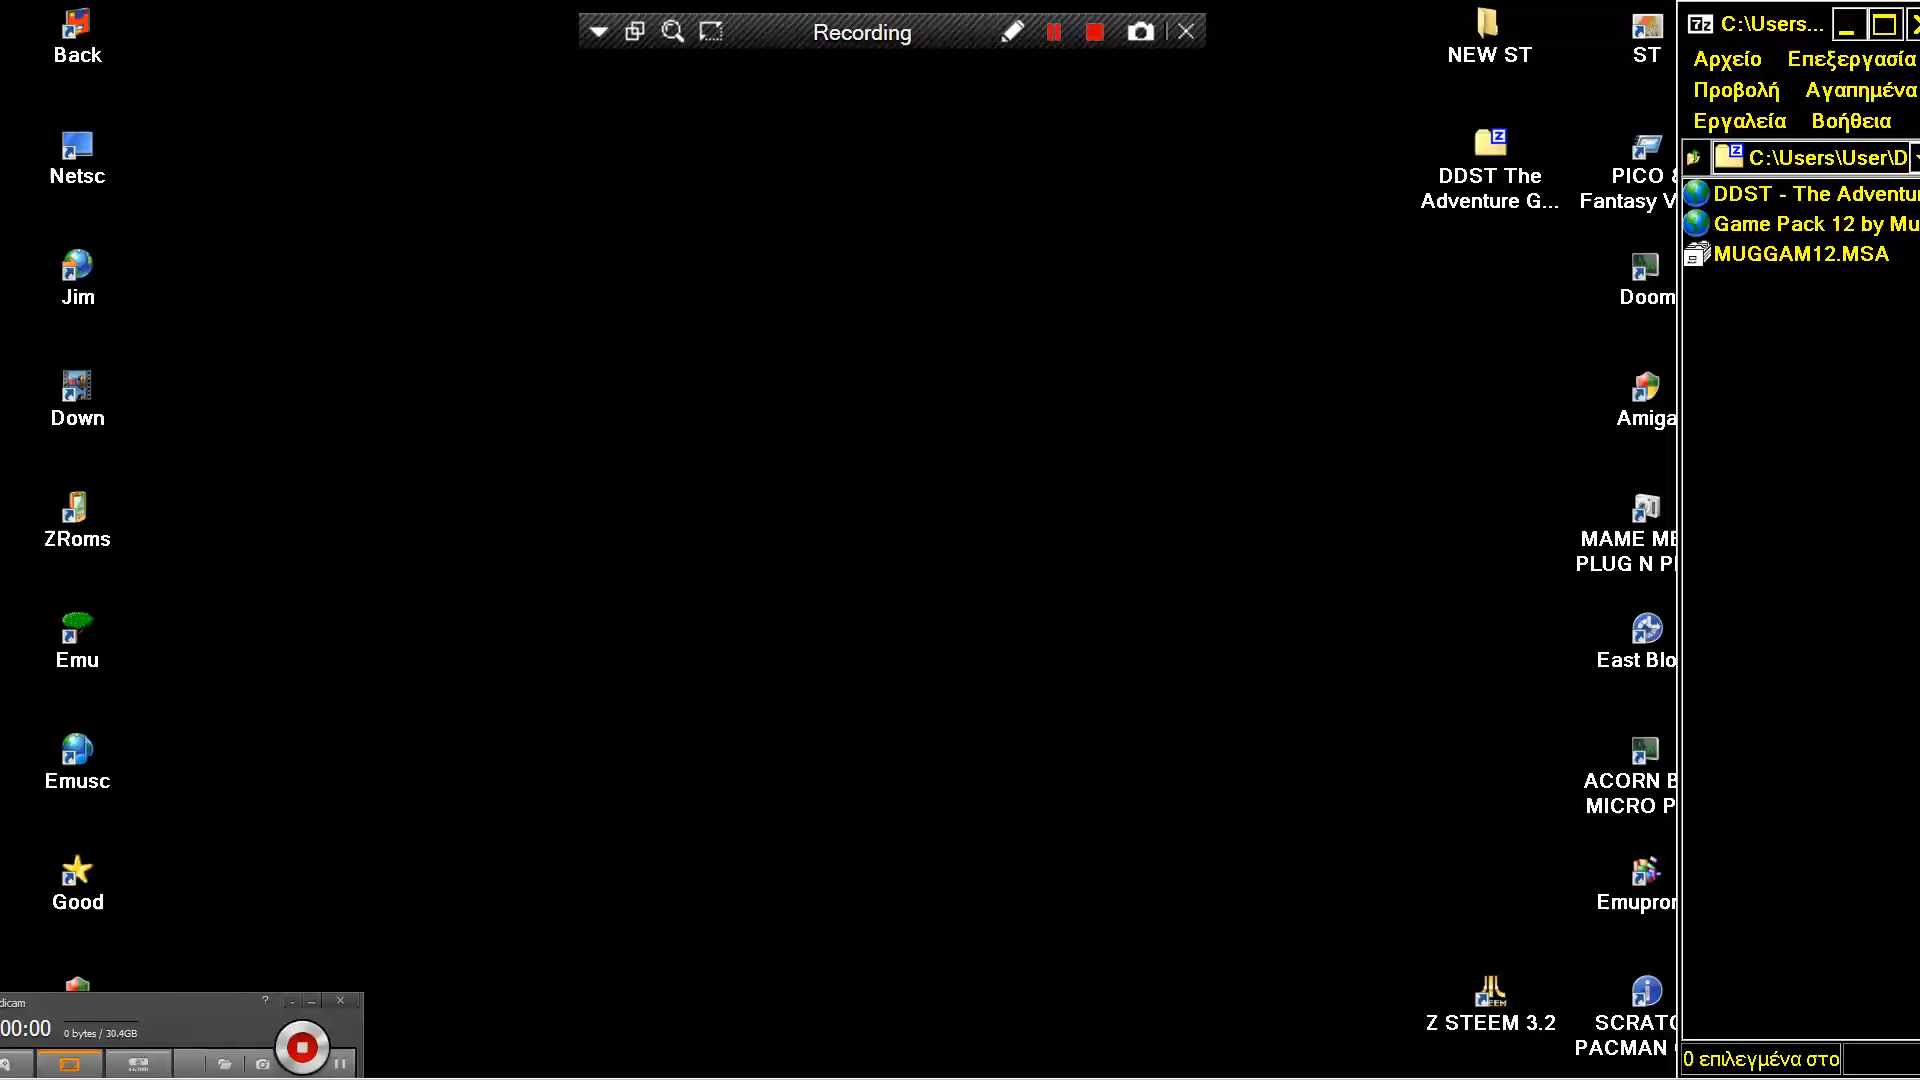 Back
Netsc
Jim
Down
ZRoms
Emu
Emusc
Good
Recording
NEW ST
ST
DDST The
Adventure G...
PICO
Fantasy V
Doom
Amiga
MAME ME
PLUG N P
East Blo
ACORN B
MICRO P
Emupro
Z STEEM 3.2
SCRATC
PACMAN
7z C:\Users...
Αρχείο Επεξεργασία
Προβολή Αγαπημένα
Εργαλεία Βοήθεια
C:\Users\User\D
DDST - The Adventu
Game Pack 12 by Mu
MUGGAM12.MSA
0 επιλεγμένα στο
dicam
?
00:00
0 bytes / 30.4GB